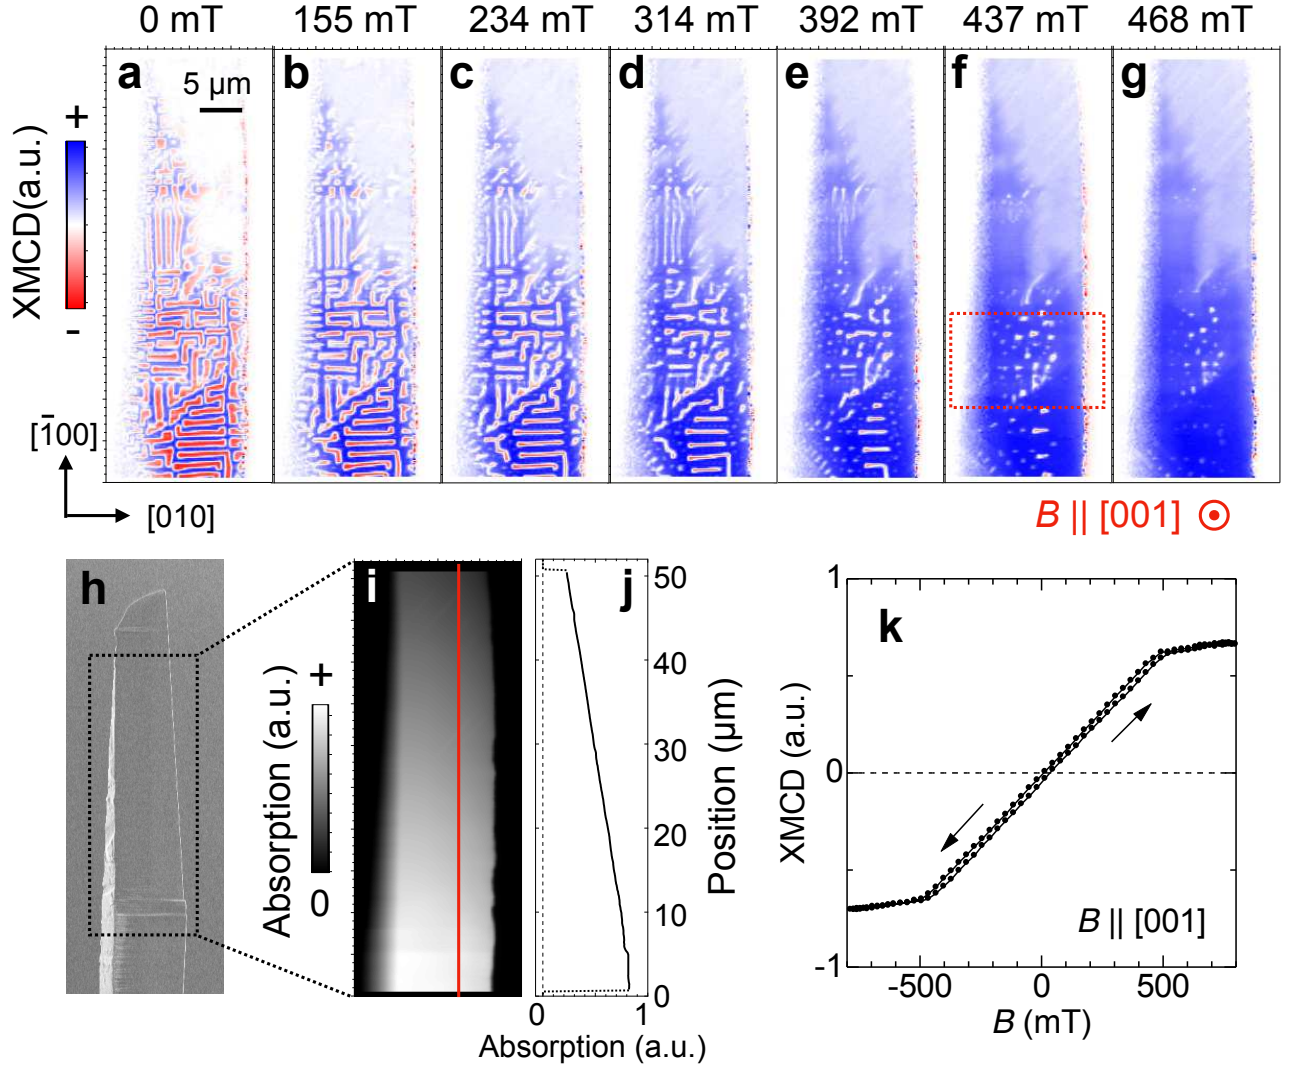 0 mT 155 mT 234 mT 314 mT 392 mT 437 mT 468 mT
a b c d e f g
5 µm
XMCD(a.u.)
+
-
[1̄00]
[010]
B || [001]
h i j k
Absorption (a.u.)
+
0
50
40
30
20
10
0
Position (µm)
0 1
Absorption (a.u.)
XMCD (a.u.)
1
0
-1
B || [001]
-500 0 500
B (mT)